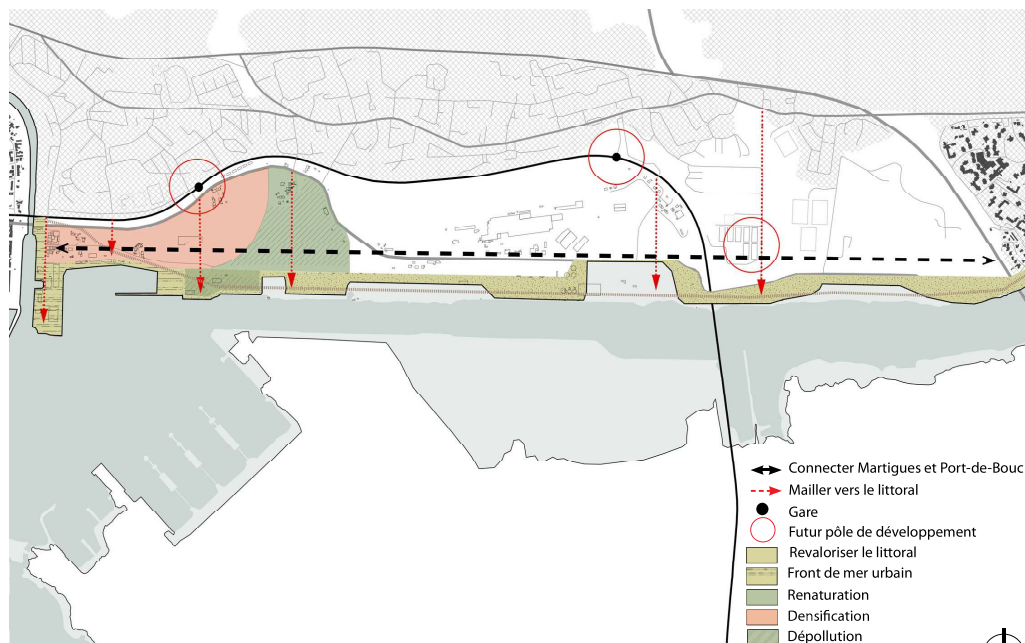 Connecter Martigues et Port-de-Bouc
Mailler vers le littoral
Gare
Futur pôle de développement
Revaloriser le littoral
Front de mer urbain
Renaturation
Densification
Dépollution